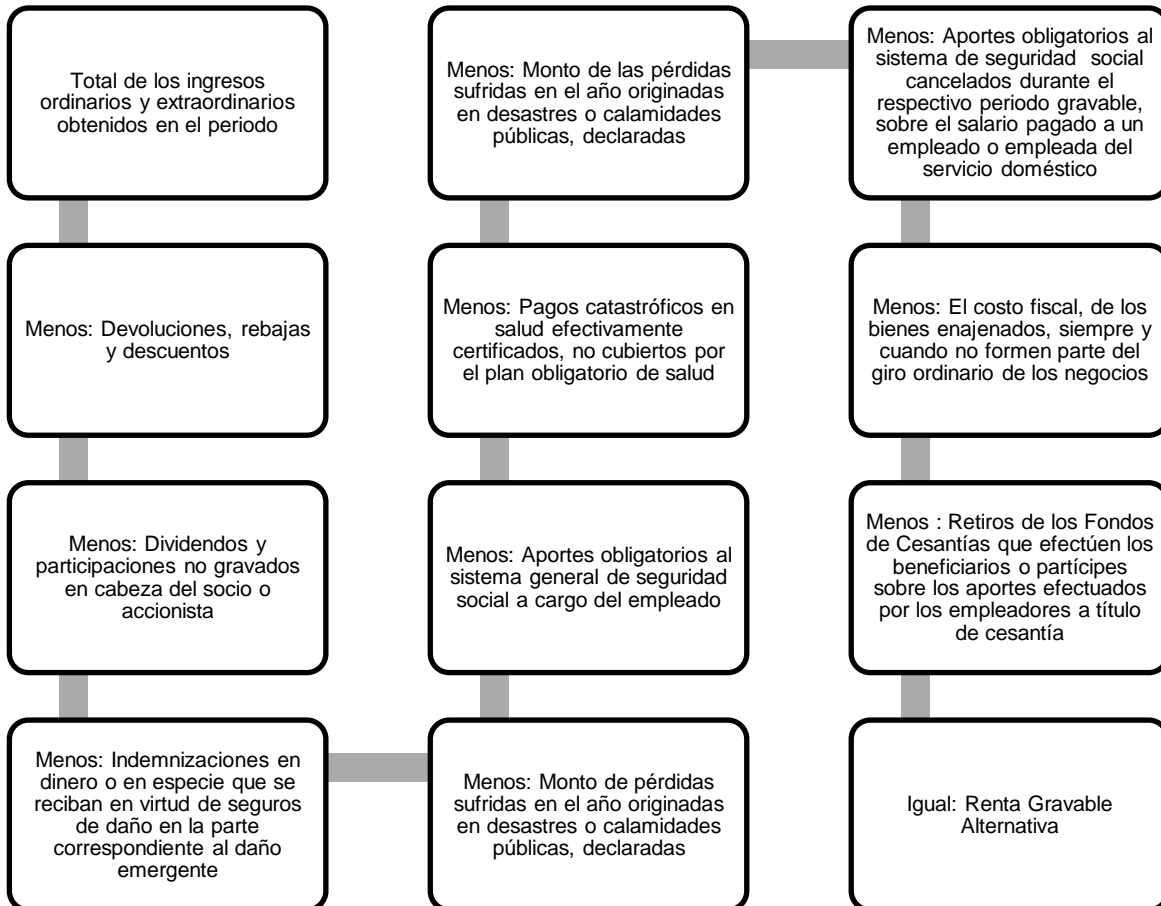 Total de los ingresos
ordinarios y extraordinarios
obtenidos en el periodo
Menos: Devoluciones, rebajas
y descuentos
Menos: Dividendos y
participaciones no gravados
en cabeza del socio o
accionista
Menos: Indemnizaciones en
dinero o en especie que se
reciban en virtud de seguros
de daño en la parte
correspondiente al daño
emergente
Menos: Monto de pérdidas
sufridas en el año originadas
en desastres o calamidades
públicas, declaradas
Menos: Aportes obligatorios al
sistema general de seguridad
social a cargo del empleado
Menos: Pagos catastróficos en
salud efectivamente
certificados, no cubiertos por
el plan obligatorio de salud
Menos: Monto de las pérdidas
sufridas en el año originadas
en desastres o calamidades
públicas, declaradas
Menos: Aportes obligatorios al
sistema de seguridad social
cancelados durante el
respectivo periodo gravable,
sobre el salario pagado a un
empleado o empleada del
servicio doméstico
Menos: El costo fiscal, de los
bienes enajenados, siempre y
cuando no formen parte del
giro ordinario de los negocios
Menos : Retiros de los Fondos
de Cesantías que efectúen los
beneficiarios o partícipes
sobre los aportes efectuados
por los empleadores a título
de cesantía
Igual: Renta Gravable
Alternativa